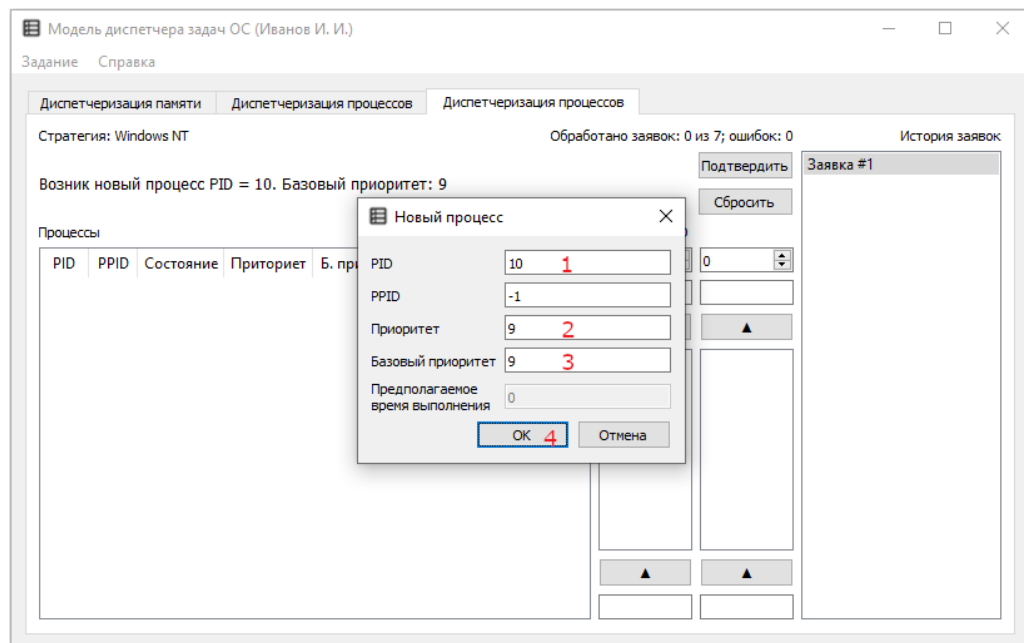 Модель диспетчера задач ОС (Иванов И. И.)
Задание Справка
Диспетчеризация памяти Диспетчеризация процессов Диспетчеризация процессов
Стратегия: Windows NT Обработано заявок: 0 из 7; ошибок: 0 История заявок
Подтвердить Заявка #1
Возник новый процесс PID = 10. Базовый приоритет: 9
Сбросить
Новый процесс
Процессы
PID PPID Состояние Приториет Б. при
PID 10 1
0
PPID -1
Приоритет 9 2
▲
Базовый приоритет 9 3
Предполагаемое
время выполнения 0
OK 4 Отмена
▲ ▲